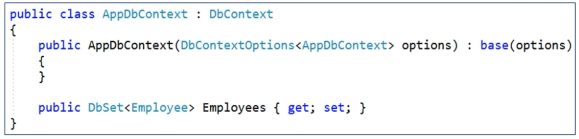 public class AppDbContext : DbContext
{
public AppDbContext(DbContextOptions<AppDbContext> options) : base(options)
{
}
public DbSet<Employee> Employees { get; set; }
}